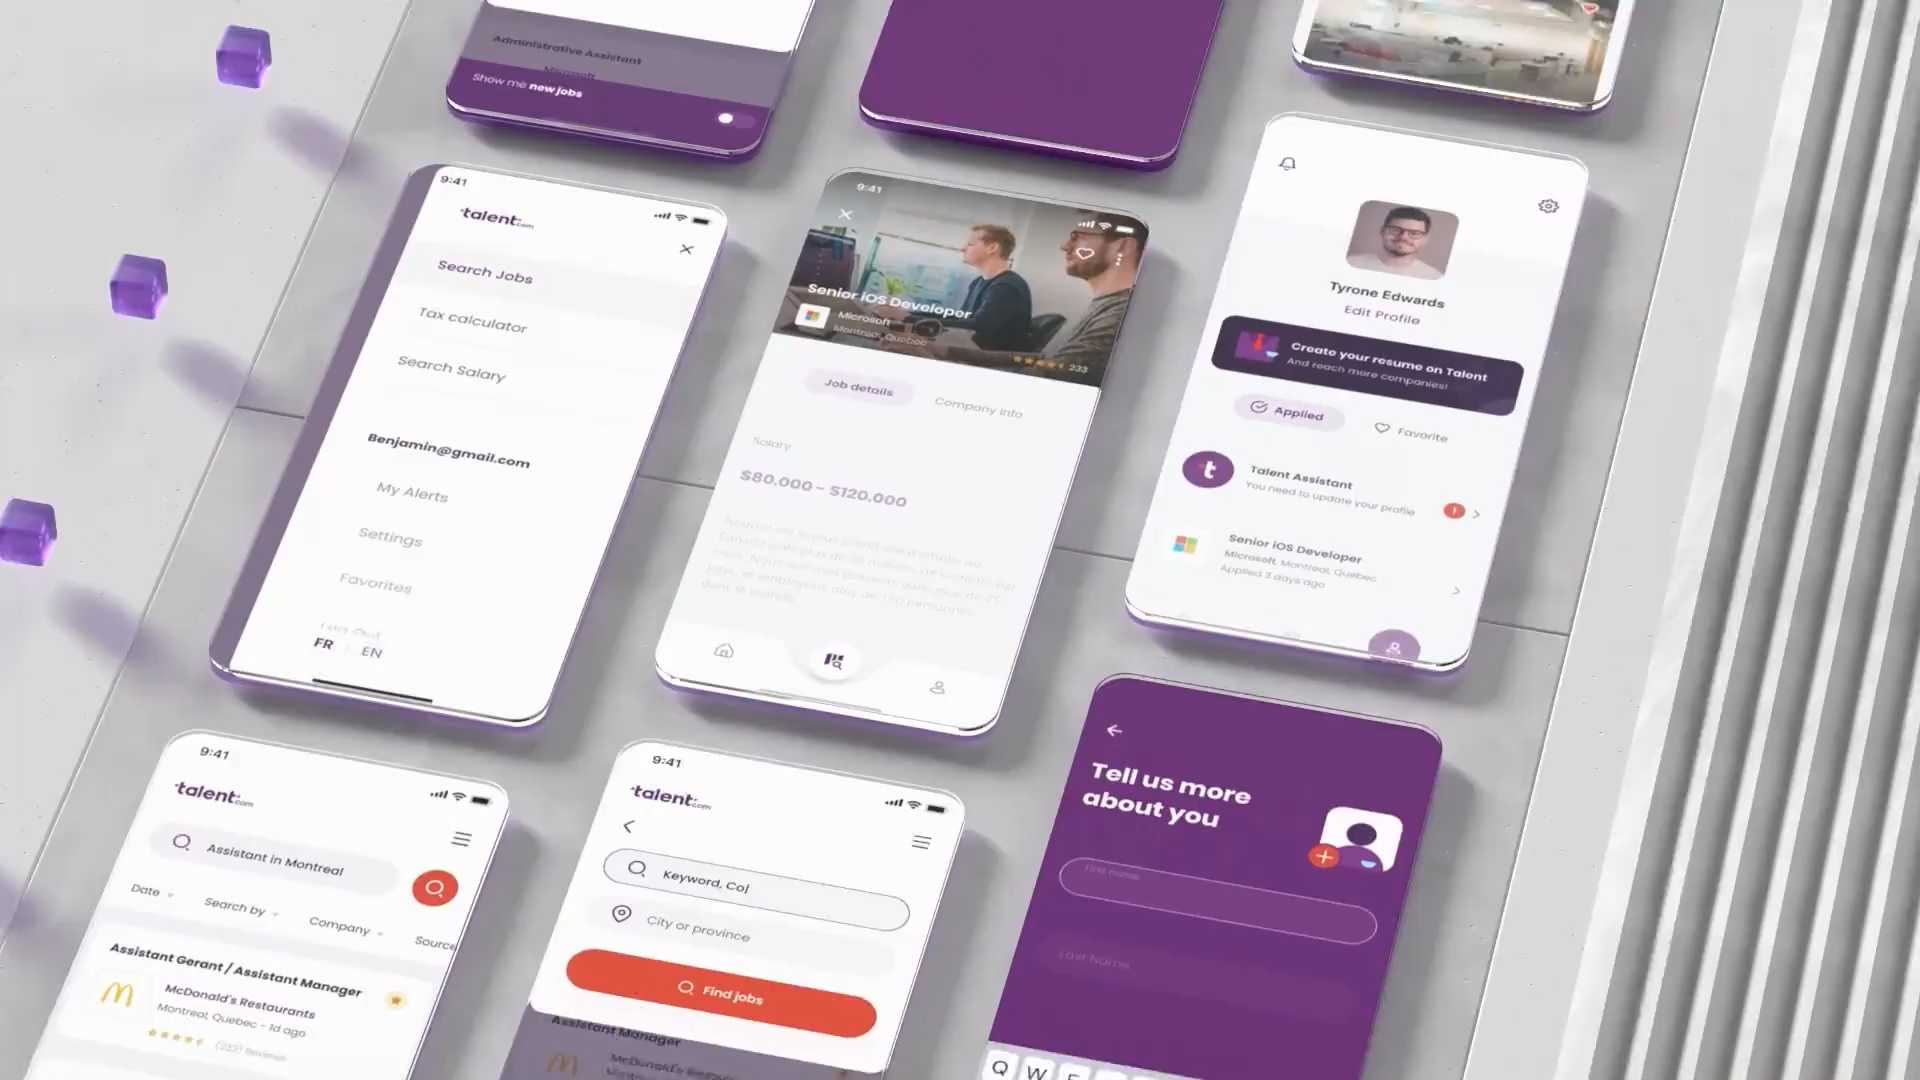 Administrative Assistant
Show me new jobs
9:41
talent.com
Search Jobs
Tax calculator
Search Salary
Benjamin@gmail.com
My Alerts
Settings
Favorites
Log Out
FR
EN
9:41
Senior iOS Developer
Microsoft
Montreal, Quebec
233
Job details
Company info
Salary
$80.000 - $120.000
Tyrone Edwards
Edit Profile
Create your resume on Talent
And reach more companies!
Applied
Favorite
t
Talent Assistant
You need to update your profile
!
Senior iOS Developer
Microsoft, Montreal, Quebec
Applied 3 days ago
9:41
talent.com
Assistant in Montreal
Date
Search by
Company
Source
Assistant Gerant / Assistant Manager
McDonald's Restaurants
Montreal, Quebec - 1d ago
Reviews
9:41
talent.com
Keyword, Co
City or province
Find jobs
Assistant Manager
McDonald's
Tell us more
about you
First name
Last Name
Q W E